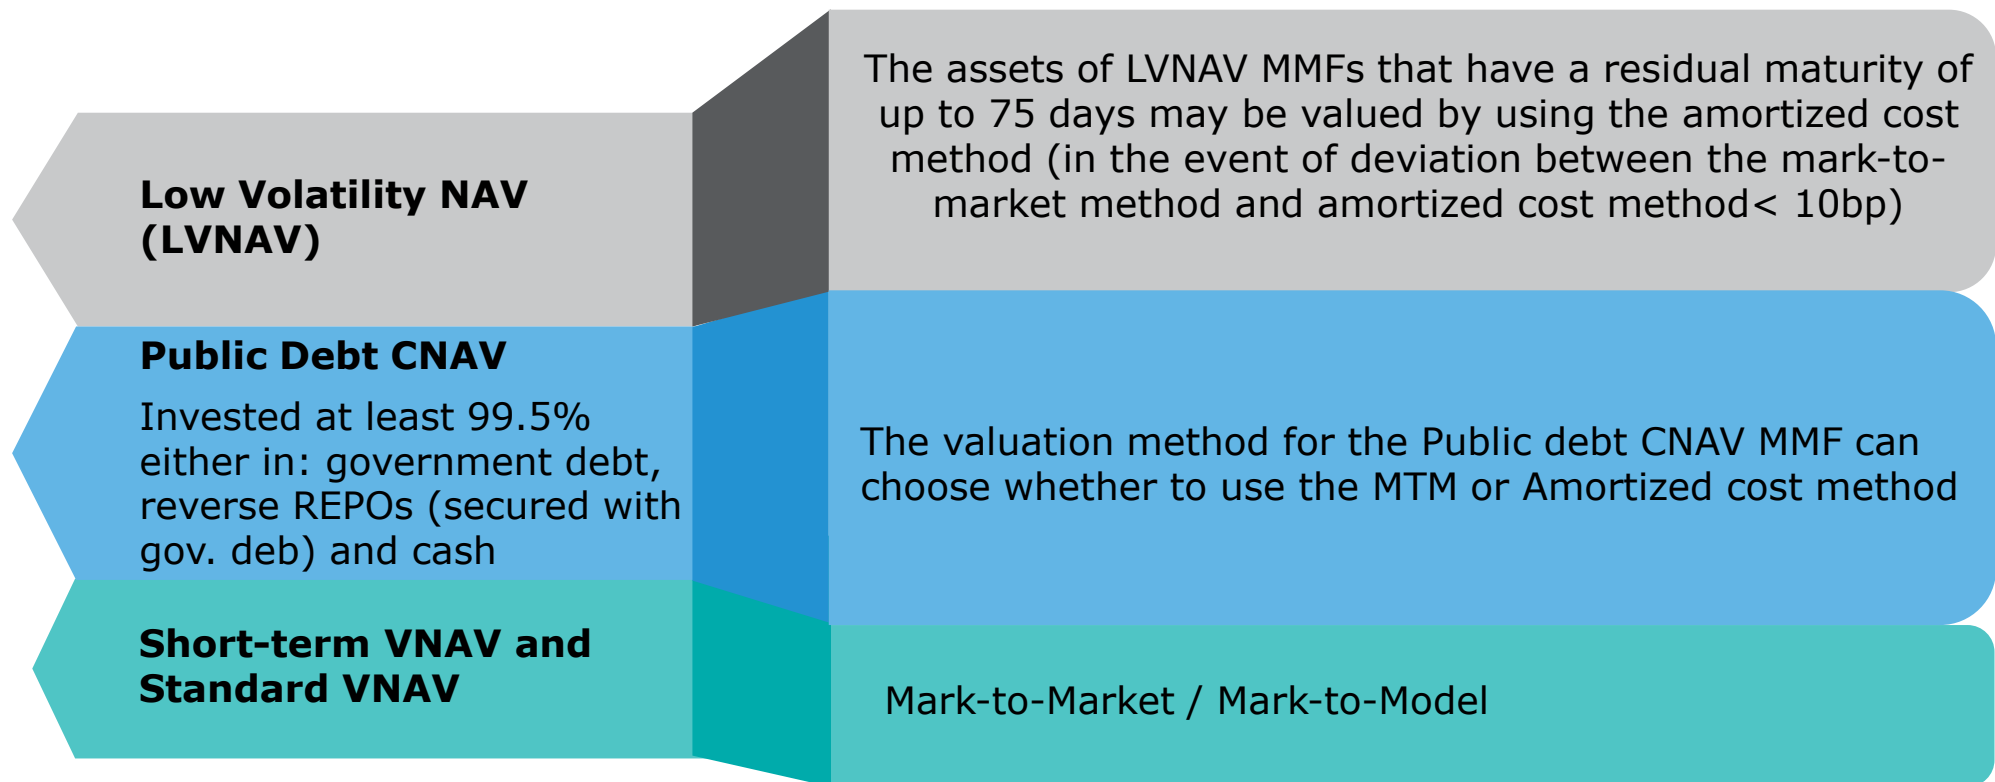 Low Volatility NAV
(LVNAV)
The assets of LVNAV MMFs that have a residual maturity of
up to 75 days may be valued by using the amortized cost
method (in the event of deviation between the mark-to-
market method and amortized cost method< 10bp)
Public Debt CNAV
Invested at least 99.5%
either in: government debt,
reverse REPOs (secured with
gov. deb) and cash
The valuation method for the Public debt CNAV MMF can
choose whether to use the MTM or Amortized cost method
Short-term VNAV and
Standard VNAV
Mark-to-Market / Mark-to-Model